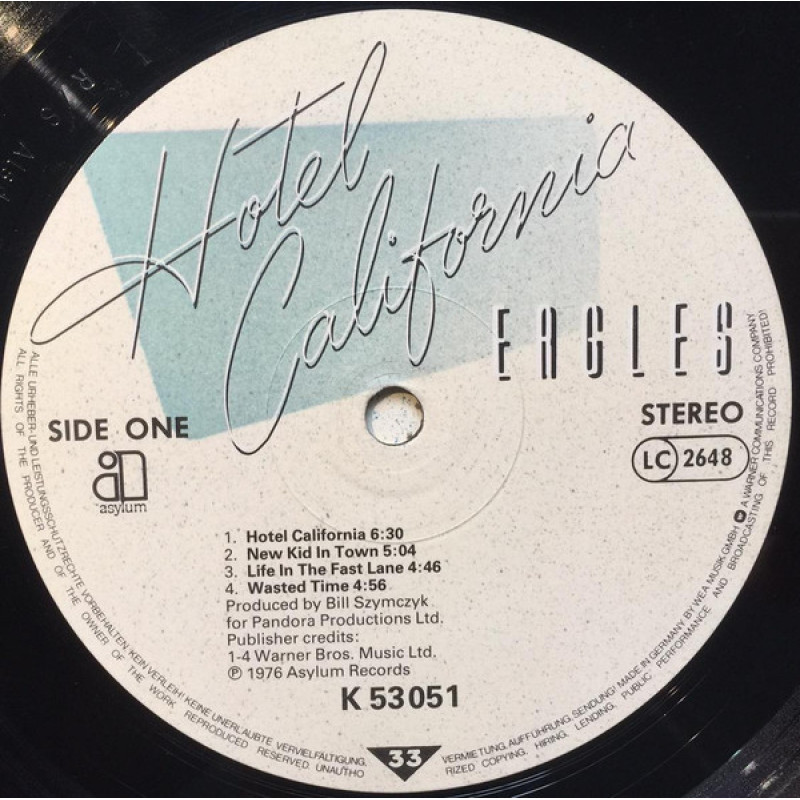 Hotel
California
EAGLES
SIDE ONE
asylum
STEREO
LC 2648
1. Hotel California 6:30
2. New Kid In Town 5:04
3. Life In The Fast Lane 4:46
4. Wasted Time 4:56
Produced by Bill Szymczyk
for Pandora Productions Ltd.
Publisher credits:
1-4 Warner Bros. Music Ltd.
℗ 1976 Asylum Records
K 53051
33
ALLE URHEBER- UND LEISTUNGSSCHUTZRECHTE VORBEHALTEN! KEIN VERLEIH! KEINE UNERLAUBTE VERVIELFÄLTIGUNG, VERMIETUNG, AUFFÜHRUNG, SENDUNG! MADE IN GERMANY BY WEA MUSIK GMBH A WARNER COMMUNICATIONS COMPANY
ALL RIGHTS OF THE PRODUCER AND OF THE OWNER OF THE WORK REPRODUCED RESERVED. UNAUTHORIZED COPYING, HIRING, LENDING, PUBLIC PERFORMANCE AND BROADCASTING OF THIS RECORD PROHIBITED!